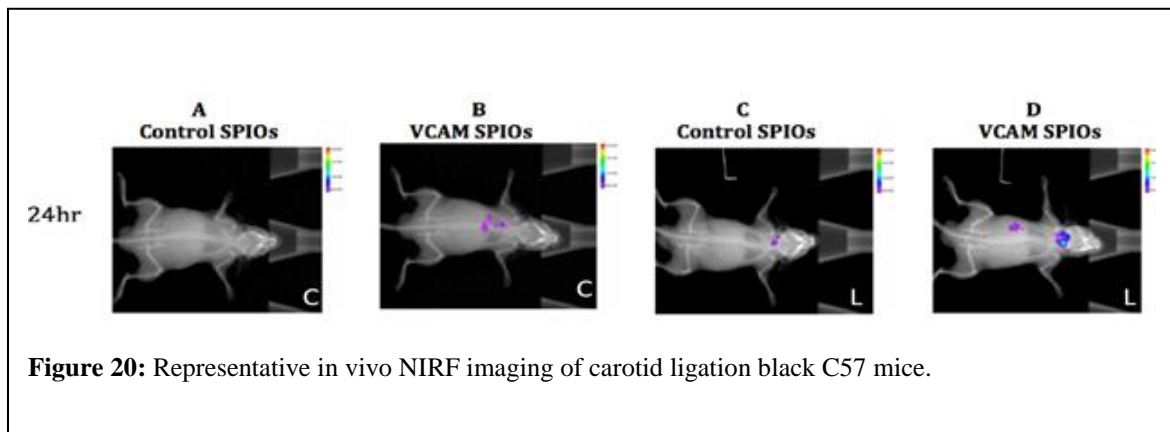 A
Control SPIOs
B
VCAM SPIOs
C
Control SPIOs
D
VCAM SPIOs
24hr
C
C
L
L
Figure 20: Representative in vivo NIRF imaging of carotid ligation black C57 mice.